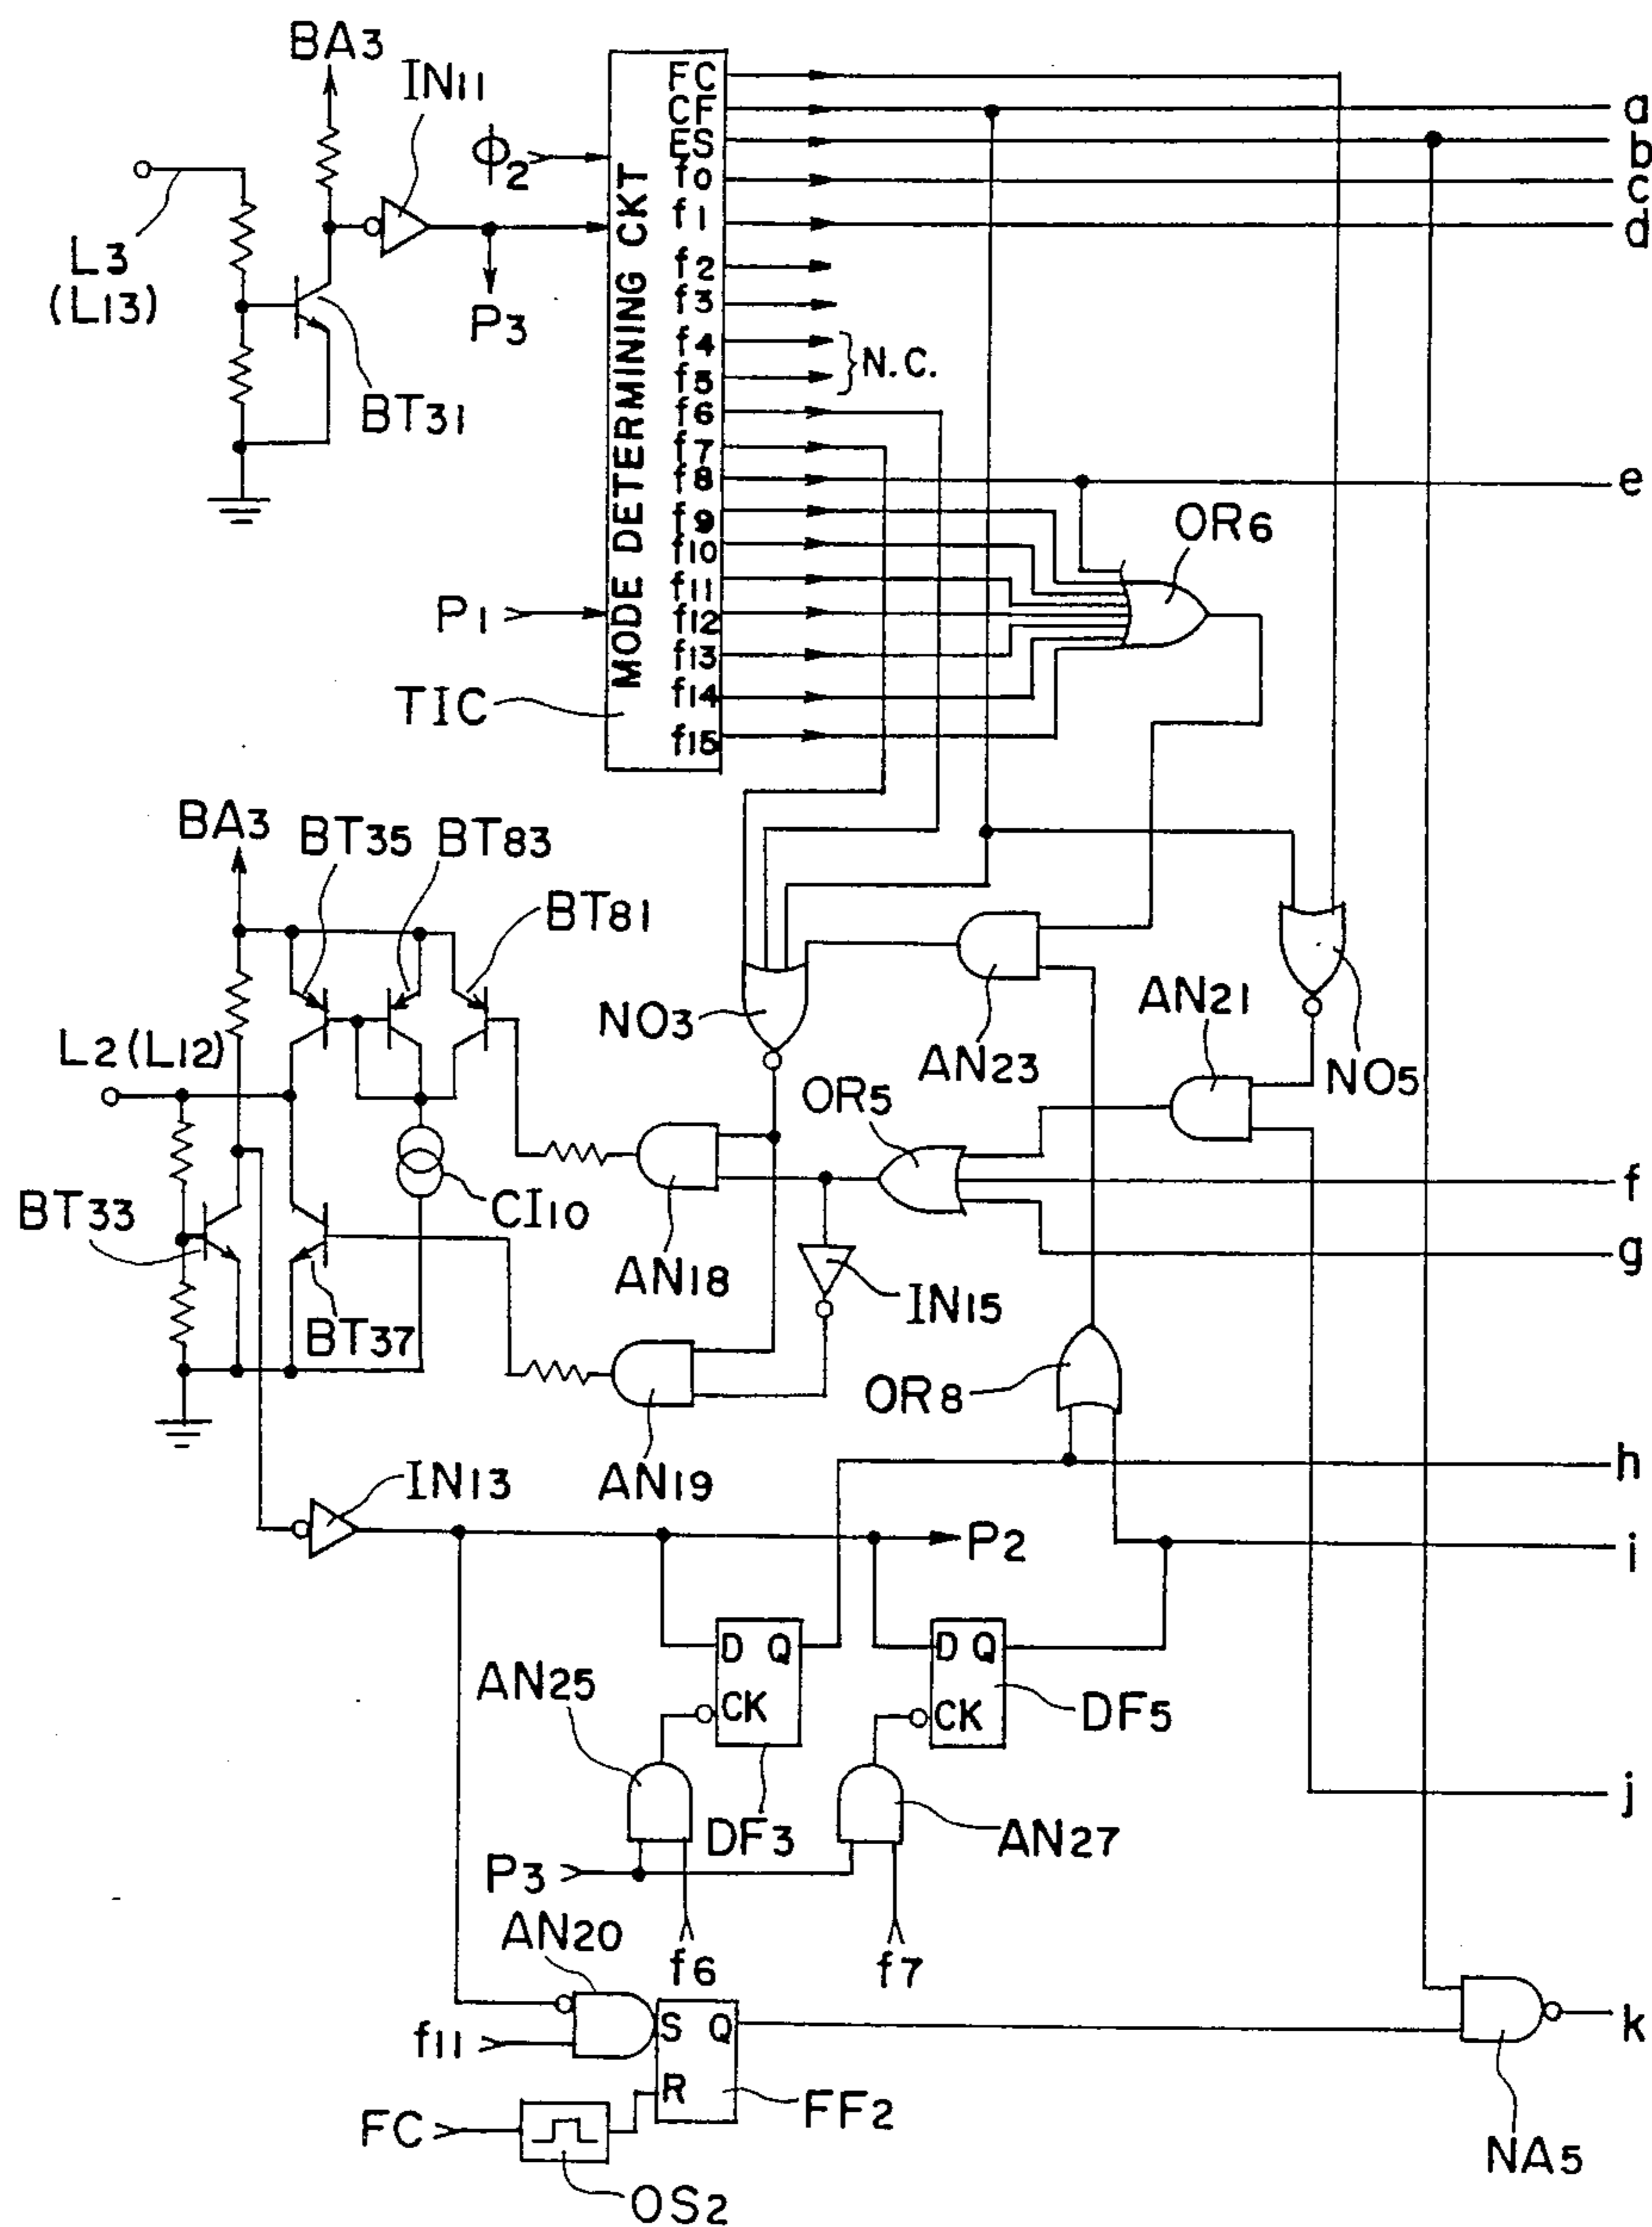 BA3
IN11
L3
(L13)
P3
BT31
Φ2
P1
TIC
MODE DETERMINING CKT
FC
CF
ES
f0
f1
f2
f3
f4
f5
f6
f7
f8
f9
f10
f11
f12
f13
f14
f15
N.C.
OR6
a
b
c
d
e
BA3
BT35
BT83
BT81
L2(L12)
NO3
AN23
AN21
NO5
OR5
CI10
BT33
BT37
AN18
IN15
AN19
OR8
f
g
h
i
j
k
IN13
P2
D Q
CK
D Q
CK
AN25
DF3
DF5
AN27
P3
f6
f7
AN20
f11
S Q
R
FF2
FC
OS2
NA5